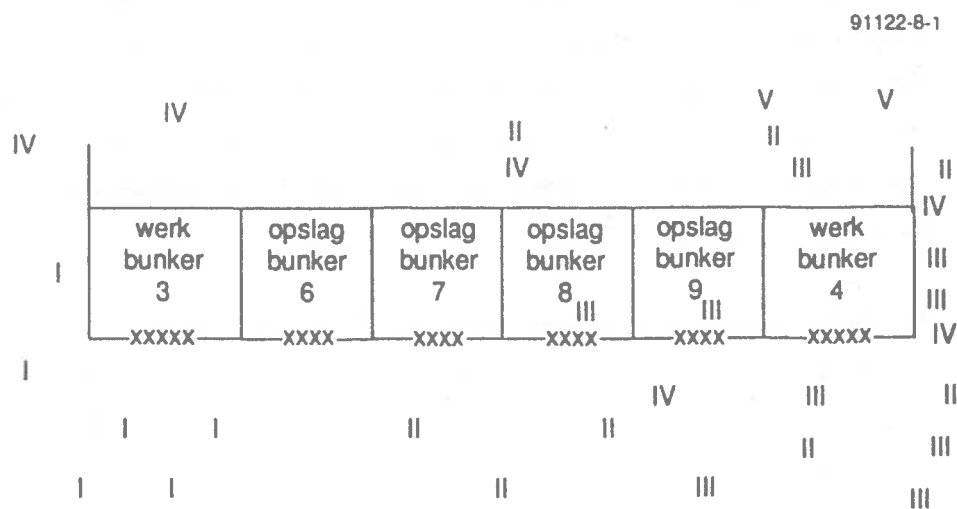 91122-8-1
V V
IV
II II
IV
IV III II
IV
werk opslag opslag opslag opslag werk
bunker bunker bunker bunker bunker bunker III
I
3 6 7 8 9 4 III
III III
xxxxx xxxx xxxx xxxx xxxx xxxxx IV
I
IV III II
I I II II
II III
I I II III III